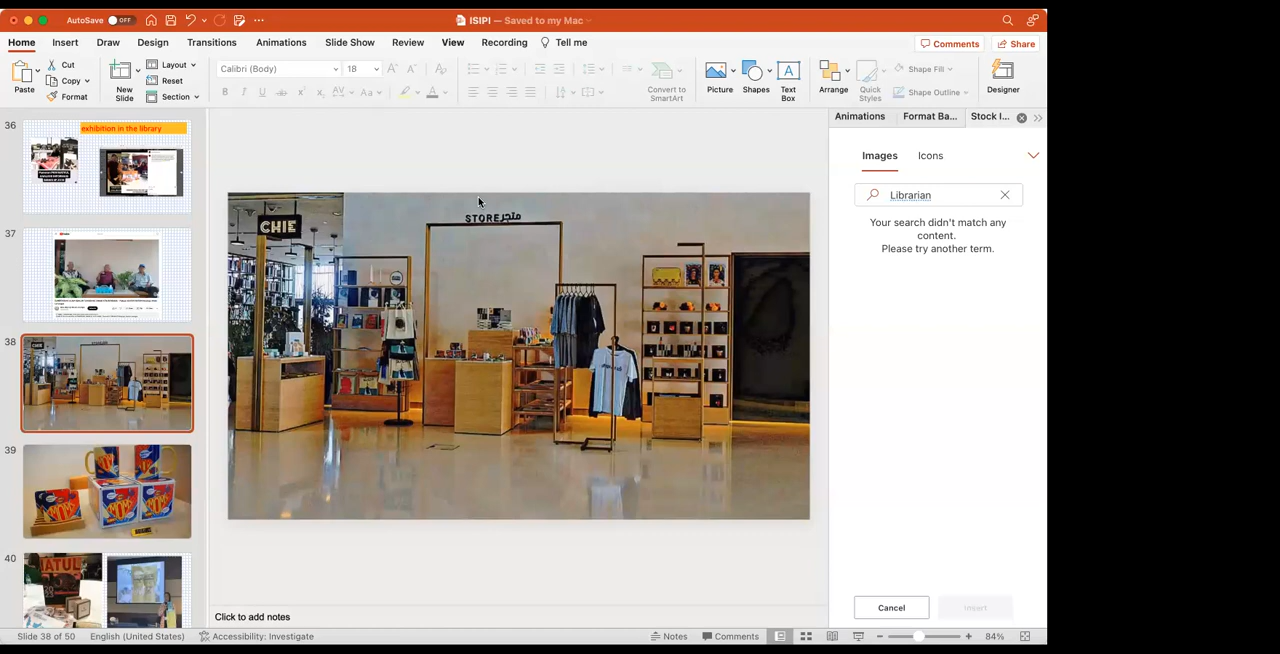 AutoSave OFF
ISIPI — Saved to my Mac
Home Insert Draw Design Transitions Animations Slide Show Review View Recording Tell me
Comments Share
Paste
Cut
Copy
Format
New Slide
Layout
Reset
Section
Calibri (Body) 18
Convert to SmartArt
Picture
Shapes
Text Box
Arrange
Quick Styles
Shape Fill
Shape Outline
Designer
36
exhibition in the library
37
38
39
MOMS
40
CHIE
STORE متجر
Animations Format Ba... Stock I...
Images Icons
Librarian
Your search didn't match any
content.
Please try another term.
Cancel Insert
Click to add notes
Slide 38 of 50 English (United States) Accessibility: Investigate Notes Comments 84%